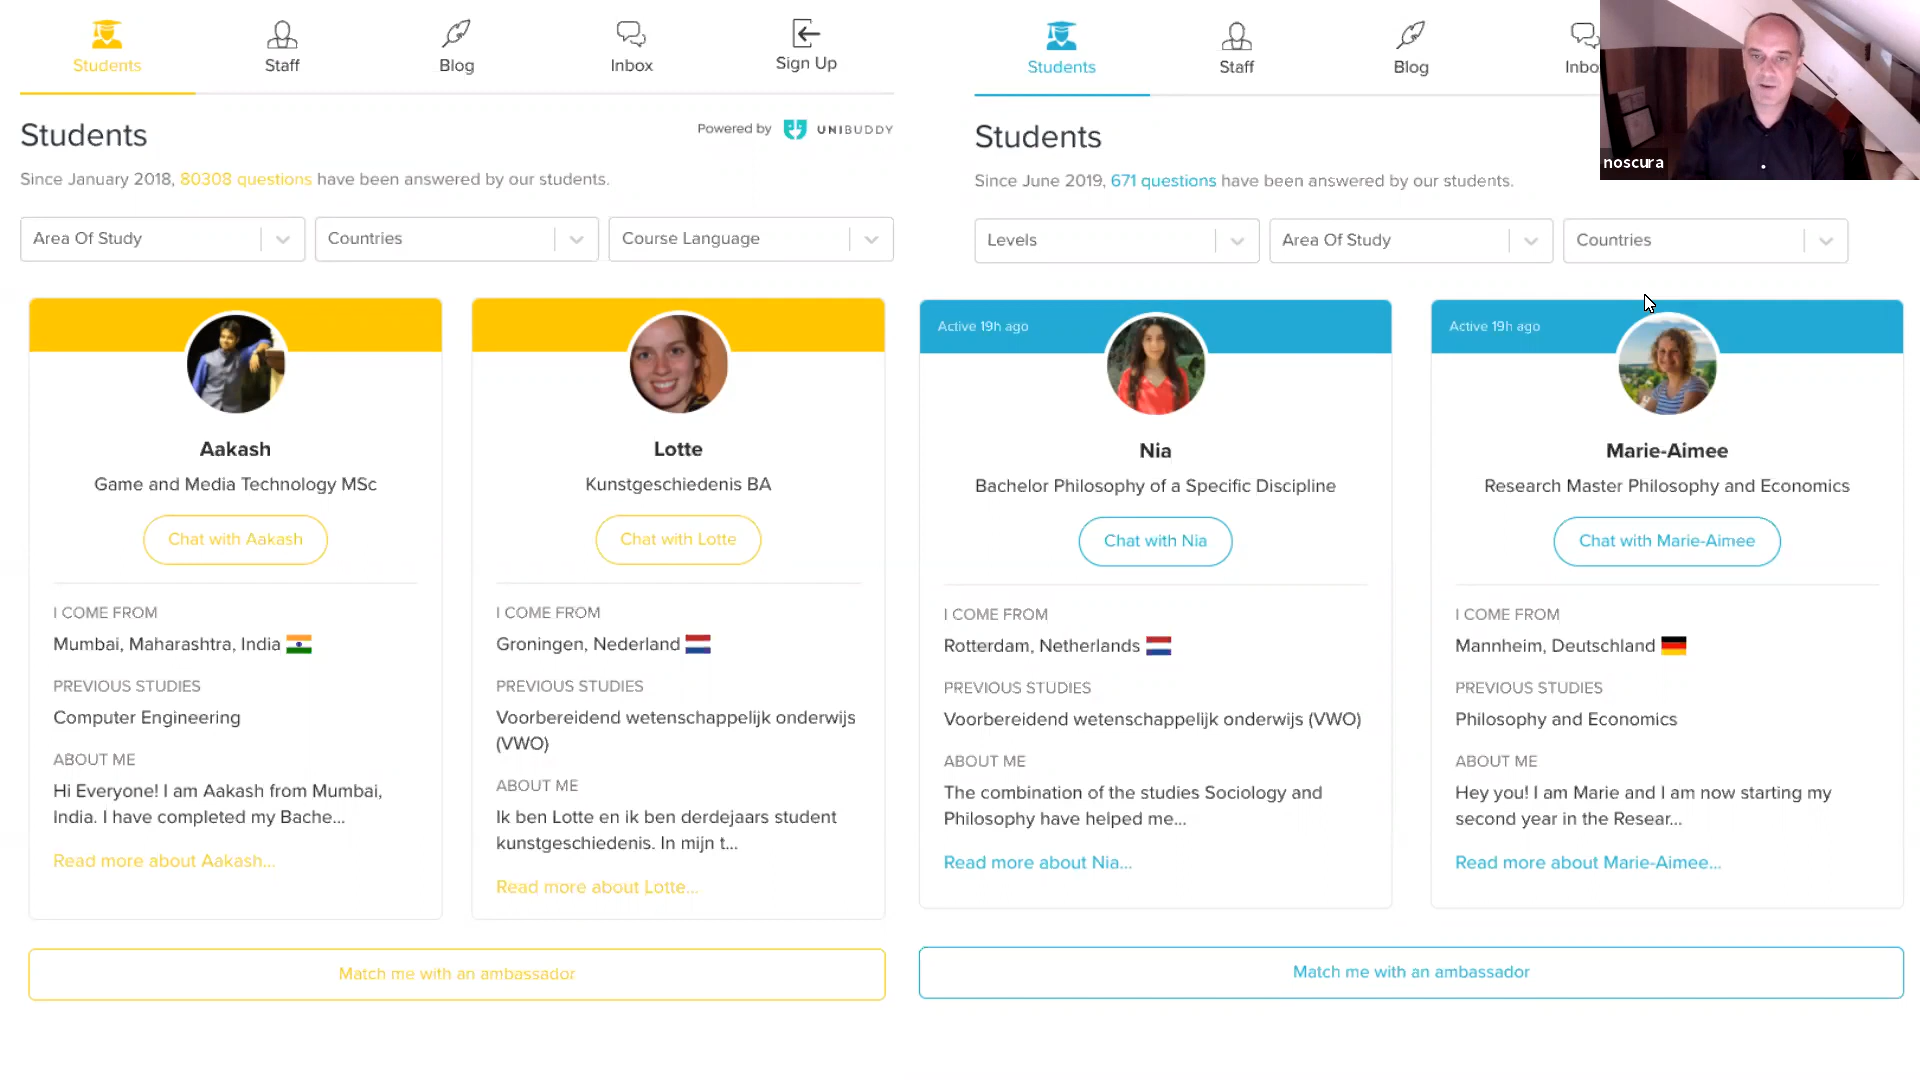 Students
Staff
Blog
Inbox
Sign Up
Students
Powered by UNIBUDDY
Since January 2018, 80308 questions have been answered by our students.
Area Of Study
Countries
Course Language
Aakash
Game and Media Technology MSc
Chat with Aakash
I COME FROM
Mumbai, Maharashtra, India
PREVIOUS STUDIES
Computer Engineering
ABOUT ME
Hi Everyone! I am Aakash from Mumbai,
India. I have completed my Bache...
Read more about Aakash...
Lotte
Kunstgeschiedenis BA
Chat with Lotte
I COME FROM
Groningen, Nederland
PREVIOUS STUDIES
Voorbereidend wetenschappelijk onderwijs
(VWO)
ABOUT ME
Ik ben Lotte en ik ben derdejaars student
kunstgeschiedenis. In mijn t...
Read more about Lotte...
Match me with an ambassador
Students
Staff
Blog
Inbo
noscura
Students
Since June 2019, 671 questions have been answered by our students.
Levels
Area Of Study
Countries
Active 19h ago
Nia
Bachelor Philosophy of a Specific Discipline
Chat with Nia
I COME FROM
Rotterdam, Netherlands
PREVIOUS STUDIES
Voorbereidend wetenschappelijk onderwijs (VWO)
ABOUT ME
The combination of the studies Sociology and
Philosophy have helped me...
Read more about Nia...
Active 19h ago
Marie-Aimee
Research Master Philosophy and Economics
Chat with Marie-Aimee
I COME FROM
Mannheim, Deutschland
PREVIOUS STUDIES
Philosophy and Economics
ABOUT ME
Hey you! I am Marie and I am now starting my
second year in the Resear...
Read more about Marie-Aimee...
Match me with an ambassador